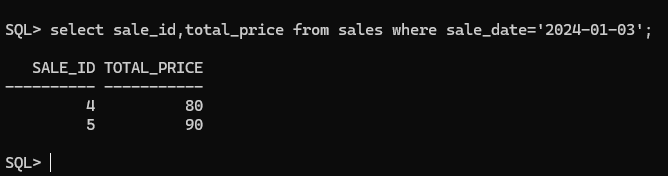 SQL> select sale_id,total_price from sales where sale_date='2024-01-03';
   SALE_ID TOTAL_PRICE
---------- -----------
         4          80
         5          90
SQL>